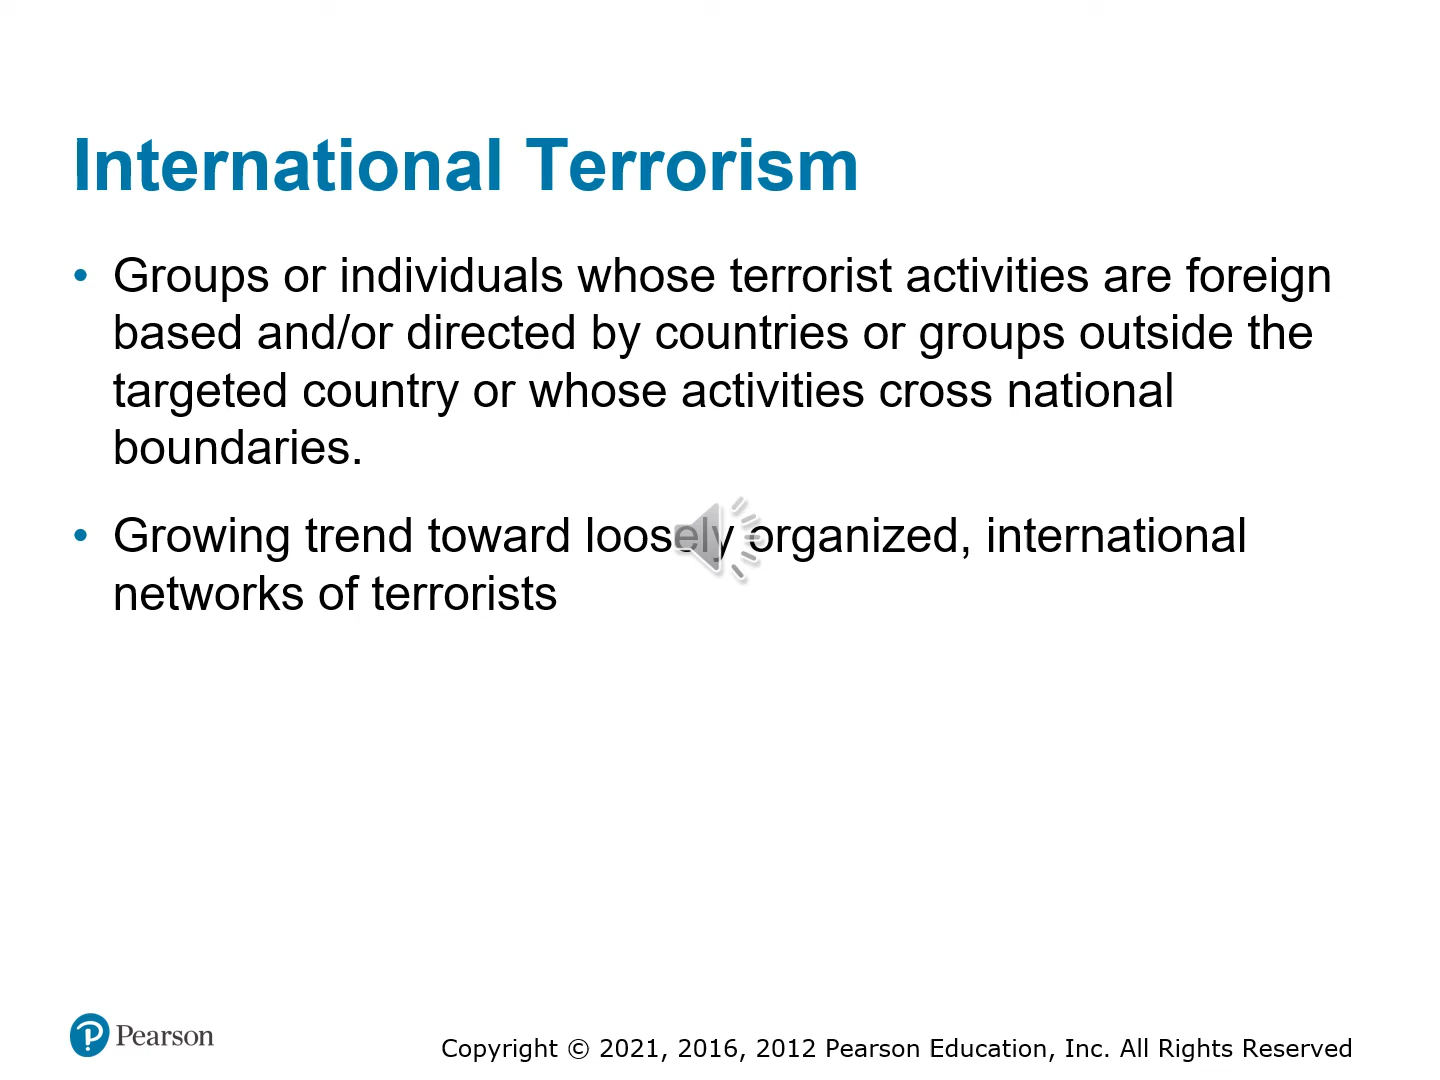 International Terrorism
• Groups or individuals whose terrorist activities are foreign
based and/or directed by countries or groups outside the
targeted country or whose activities cross national
boundaries.
• Growing trend toward loosely organized, international
networks of terrorists
Pearson
Copyright © 2021, 2016, 2012 Pearson Education, Inc. All Rights Reserved